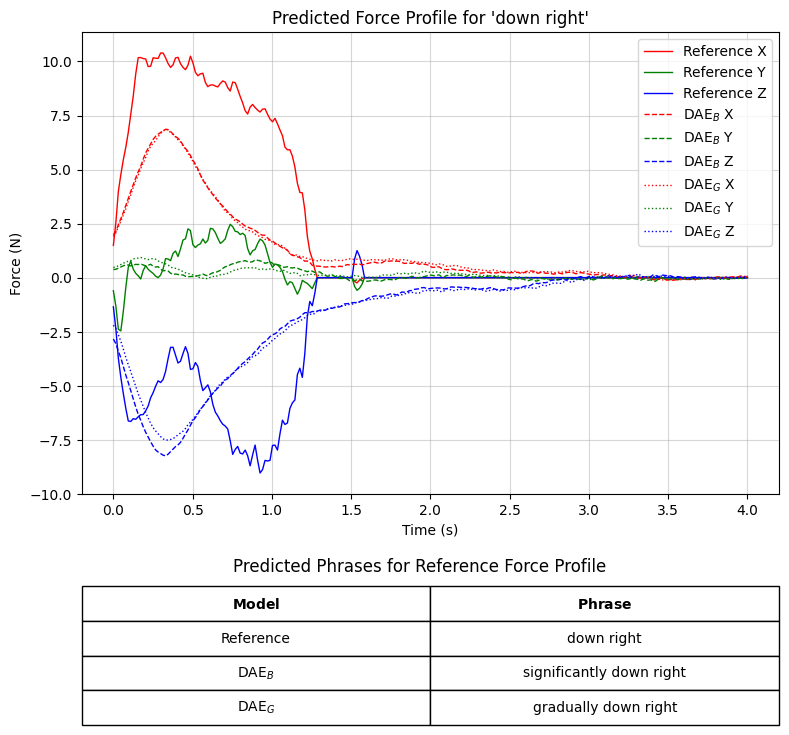 Predicted Force Profile for 'down right'
Force (N)
10.0
7.5
5.0
2.5
0.0
−2.5
−5.0
−7.5
−10.0
Reference X
Reference Y
Reference Z
DAE_B X
DAE_B Y
DAE_B Z
DAE_G X
DAE_G Y
DAE_G Z
0.0 0.5 1.0 1.5 2.0 2.5 3.0 3.5 4.0
Time (s)
Predicted Phrases for Reference Force Profile
Model Phrase
Reference down right
DAE_B significantly down right
DAE_G gradually down right